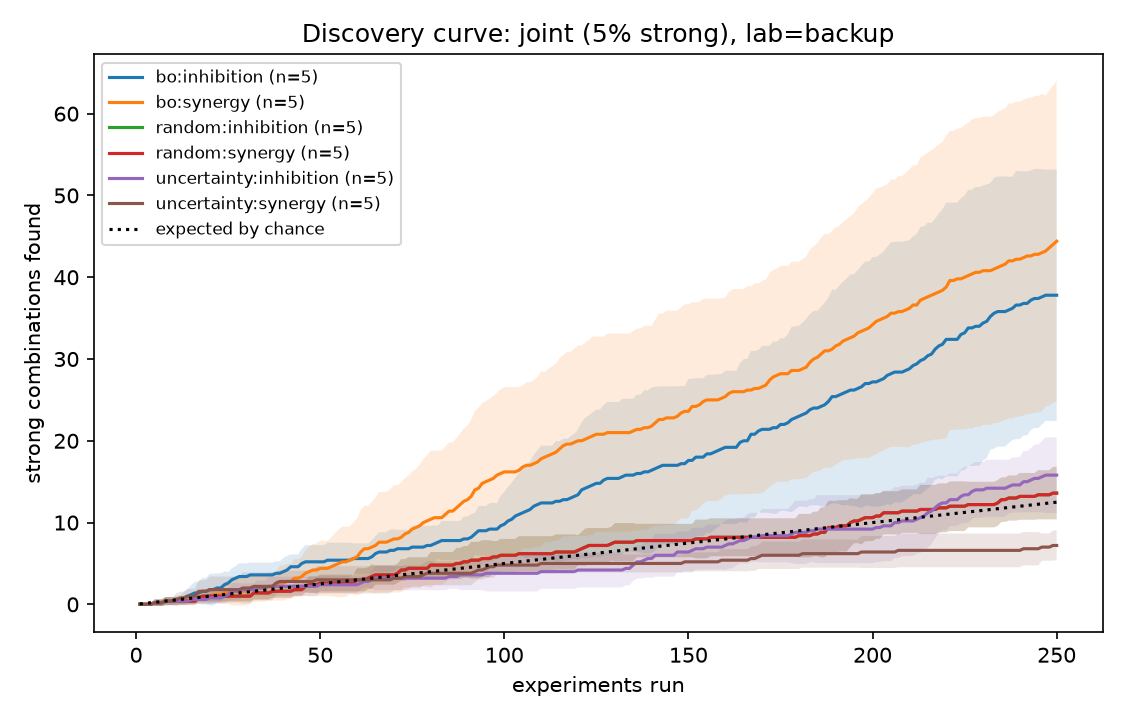 Discovery curve: joint (5% strong), lab=backup
bo:inhibition (n=5)
bo:synergy (n=5)
random:inhibition (n=5)
random:synergy (n=5)
uncertainty:inhibition (n=5)
uncertainty:synergy (n=5)
expected by chance
strong combinations found
60
50
40
30
20
10
0
0 50 100 150 200 250
experiments run